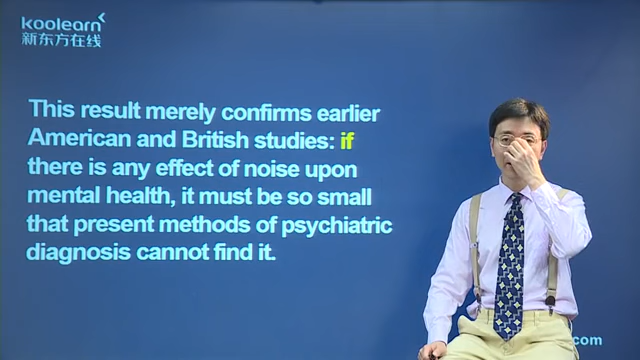 koolearn
新东方在线
This result merely confirms earlier
American and British studies: if
there is any effect of noise upon
mental health, it must be so small
that present methods of psychiatric
diagnosis cannot find it.
.com